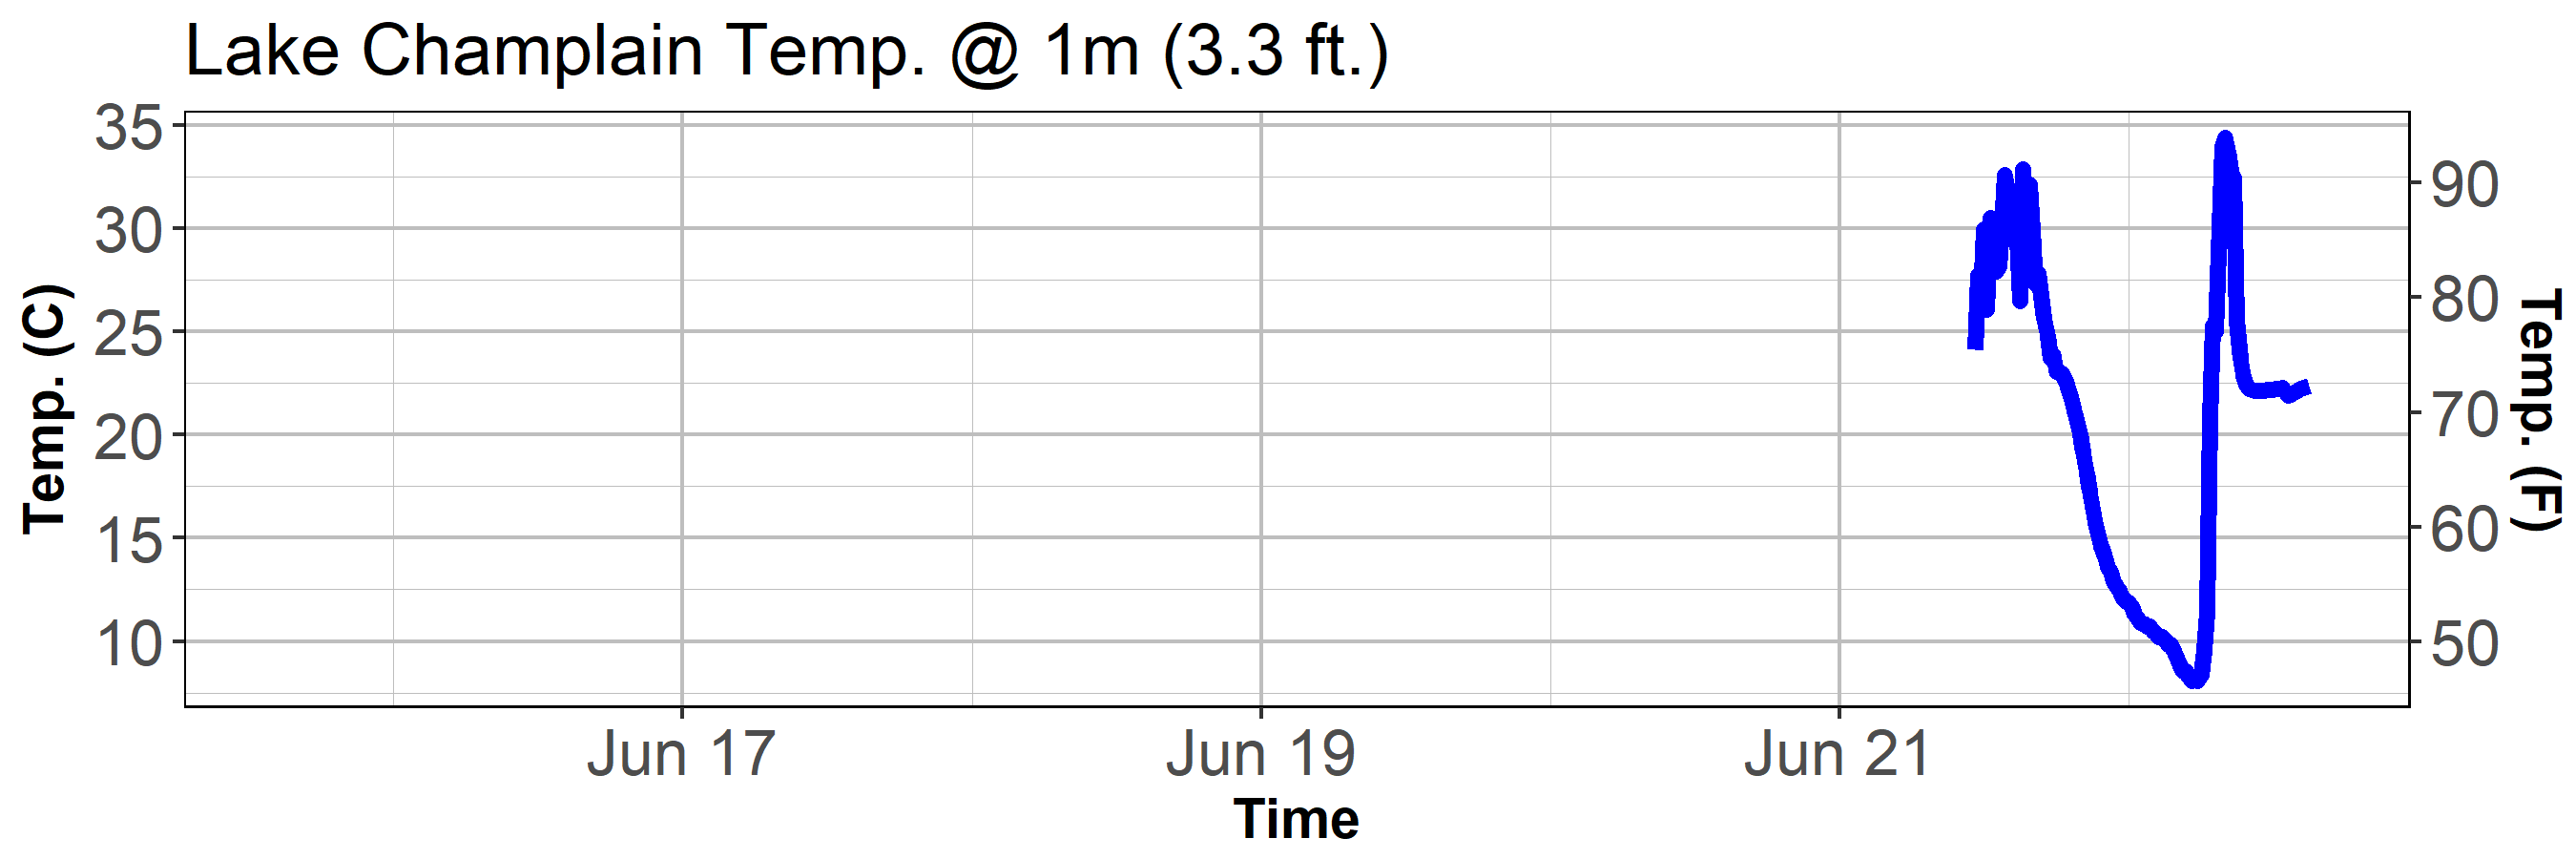 Lake Champlain Temp. @ 1m (3.3 ft.)
35
30
25
20
15
10
Temp. (C)
90
80
70
60
50
Temp. (F)
Jun 17
Jun 19
Jun 21
Time